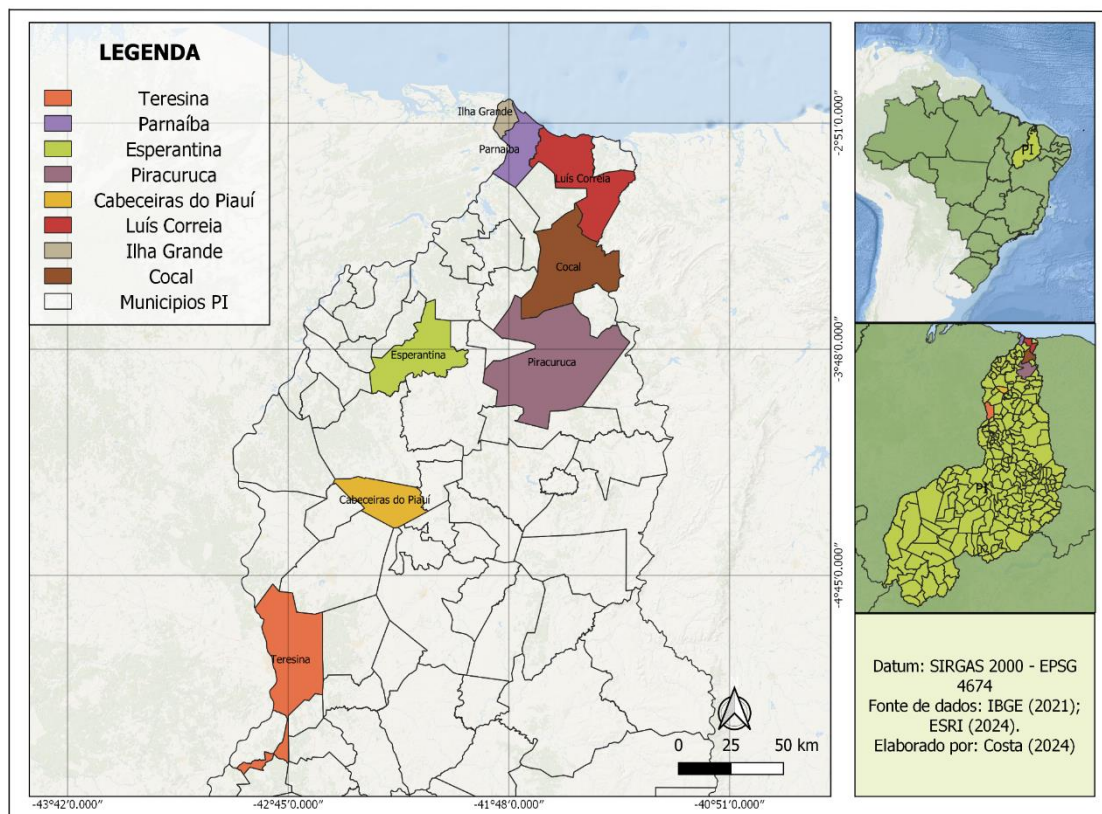 LEGENDA
Teresina
Parnaíba
Esperantina
Piracuruca
Cabeceiras do Piauí
Luís Correia
Ilha Grande
Cocal
Municipios PI
Ilha Grande
Parnaíba
Luís Correia
Cocal
Esperantina
Piracuruca
Cabeceiras do Piauí
Teresina
0 25 50 km
-43°42'0.000"
-42°45'0.000"
-41°48'0.000"
-40°51'0.000"
-2°51'0.000"
-3°48'0.000"
-4°45'0.000"
PI
PI
Datum: SIRGAS 2000 - EPSG
4674
Fonte de dados: IBGE (2021);
ESRI (2024).
Elaborado por: Costa (2024)